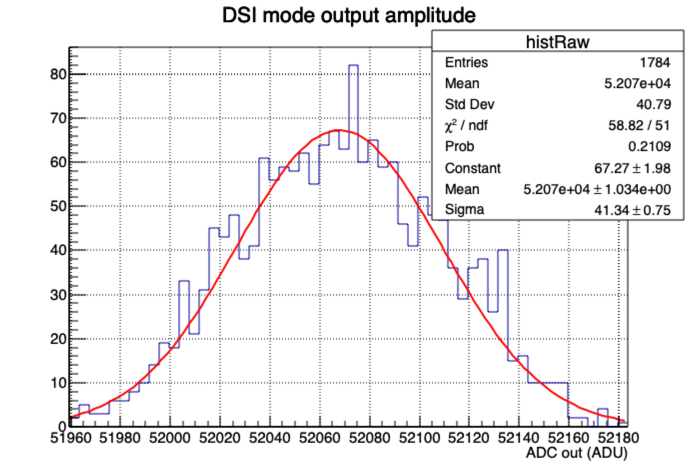 DSI mode output amplitude
histRaw
Entries 1784
Mean 5.207e+04
Std Dev 40.79
χ² / ndf 58.82 / 51
Prob 0.2109
Constant 67.27 ± 1.98
Mean 5.207e+04 ± 1.034e+00
Sigma 41.34 ± 0.75
80
70
60
50
40
30
20
10
0
51960 51980 52000 52020 52040 52060 52080 52100 52120 52140 52160 52180
ADC out (ADU)